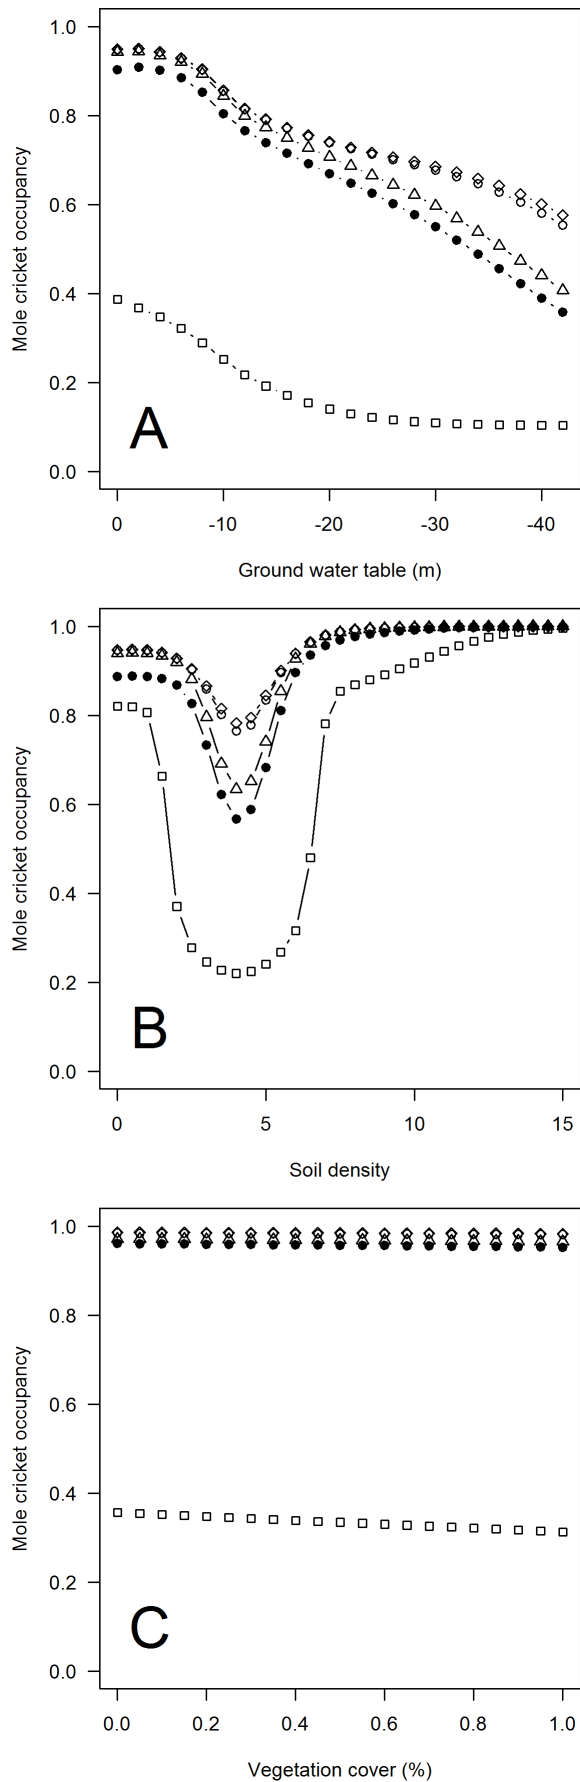 1.0
0.8
0.6
0.4
0.2
0.0
Mole cricket occupancy
A
0 -10 -20 -30 -40
Ground water table (m)
1.0
0.8
0.6
0.4
0.2
0.0
Mole cricket occupancy
B
0 5 10 15
Soil density
1.0
0.8
0.6
0.4
0.2
0.0
Mole cricket occupancy
C
0.0 0.2 0.4 0.6 0.8 1.0
Vegetation cover (%)